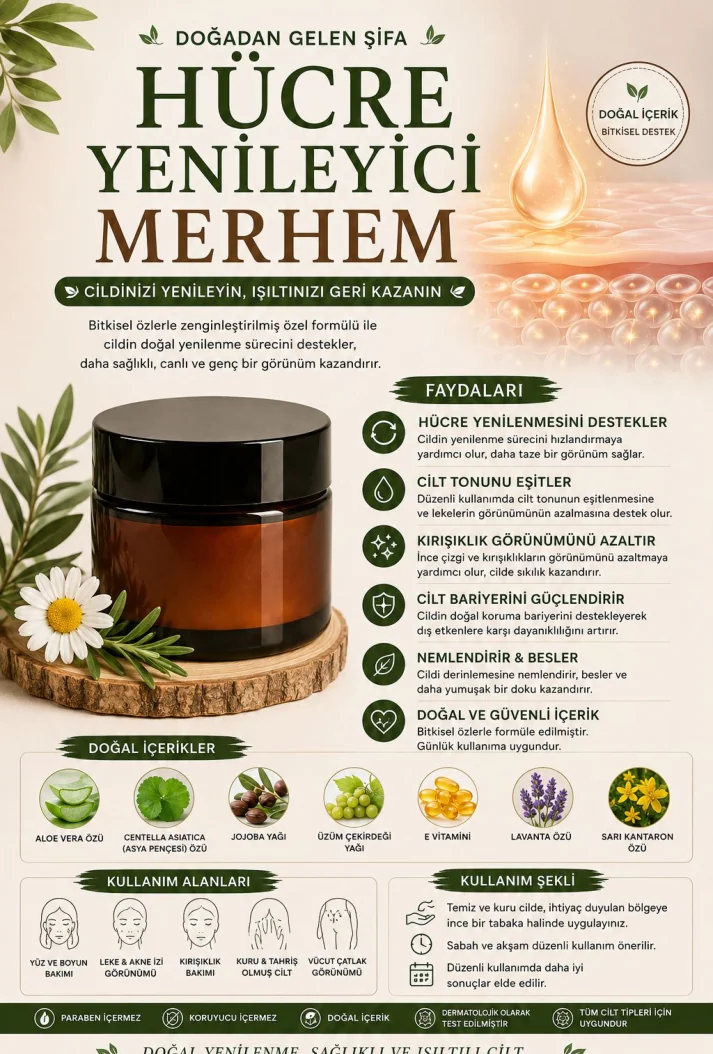 DOĞADAN GELEN ŞİFA
HÜCRE
YENİLEYİCİ
MERHEM
DOĞAL İÇERİK
BİTKİSEL DESTEK
CİLDİNİZİ YENİLEYİN, IŞILTINIZI GERİ KAZANIN
Bitkisel özlerle zenginleştirilmiş özel formülü ile
cildin doğal yenilenme sürecini destekler,
daha sağlıklı, canlı ve genç bir görünüm kazandırır.
FAYDALARI
HÜCRE YENİLENMESİNİ DESTEKLER
Cildin yenilenme sürecini hızlandırmaya
yardımcı olur, daha taze bir görünüm sağlar.
CİLT TONUNU EŞİTLER
Düzenli kullanımda cilt tonunun eşitlenmesine
ve lekelerin görünümünün azalmasına destek olur.
KIRIŞIKLIK GÖRÜNÜMÜNÜ AZALTIR
İnce çizgi ve kırışıklıkların görünümünü azaltmaya
yardımcı olur, cilde sıkılık kazandırır.
CİLT BARİYERİNİ GÜÇLENDİRİR
Cildin doğal koruma bariyerini destekleyerek
dış etkenlere karşı dayanıklılığını artırır.
NEMLENDİRİR & BESLER
Cildi derinlemesine nemlendirir, besler ve
daha yumuşak bir doku kazandırır.
DOĞAL VE GÜVENLİ İÇERİK
Bitkisel özlerle formüle edilmiştir.
Günlük kullanıma uygundur.
DOĞAL İÇERİKLER
ALOE VERA ÖZÜ
CENTELLA ASIATICA
(ASYA PENÇESİ) ÖZÜ
JOJOBA YAĞI
ÜZÜM ÇEKİRDEĞİ
YAĞI
E VİTAMİNİ
LAVANTA ÖZÜ
SARI KANTARON
ÖZÜ
KULLANIM ALANLARI
YÜZ VE BOYUN
BAKIMI
LEKE & AKNE İZİ
GÖRÜNÜMÜ
KIRIŞIKLIK
BAKIMI
KURU & TAHRİŞ
OLMUŞ CİLT
VÜCUT ÇATLAK
GÖRÜNÜMÜ
KULLANIM ŞEKLİ
Temiz ve kuru cilde, ihtiyaç duyulan bölgeye
ince bir tabaka halinde uygulayınız.
Sabah ve akşam düzenli kullanım önerilir.
Düzenli kullanımda daha iyi
sonuçlar elde edilir.
PARABEN İÇERMEZ
KORUYUCU İÇERMEZ
DOĞAL İÇERİK
DERMATOLOJİK OLARAK
TEST EDİLMİŞTİR
TÜM CİLT TİPLERİ İÇİN
UYGUNDUR
DOĞAL YENİLENME, SAĞLIKLI VE IŞILTILI CİLT